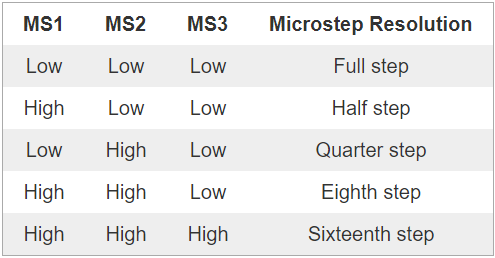 MS1 MS2 MS3 Microstep Resolution
Low Low Low Full step
High Low Low Half step
Low High Low Quarter step
High High Low Eighth step
High High High Sixteenth step